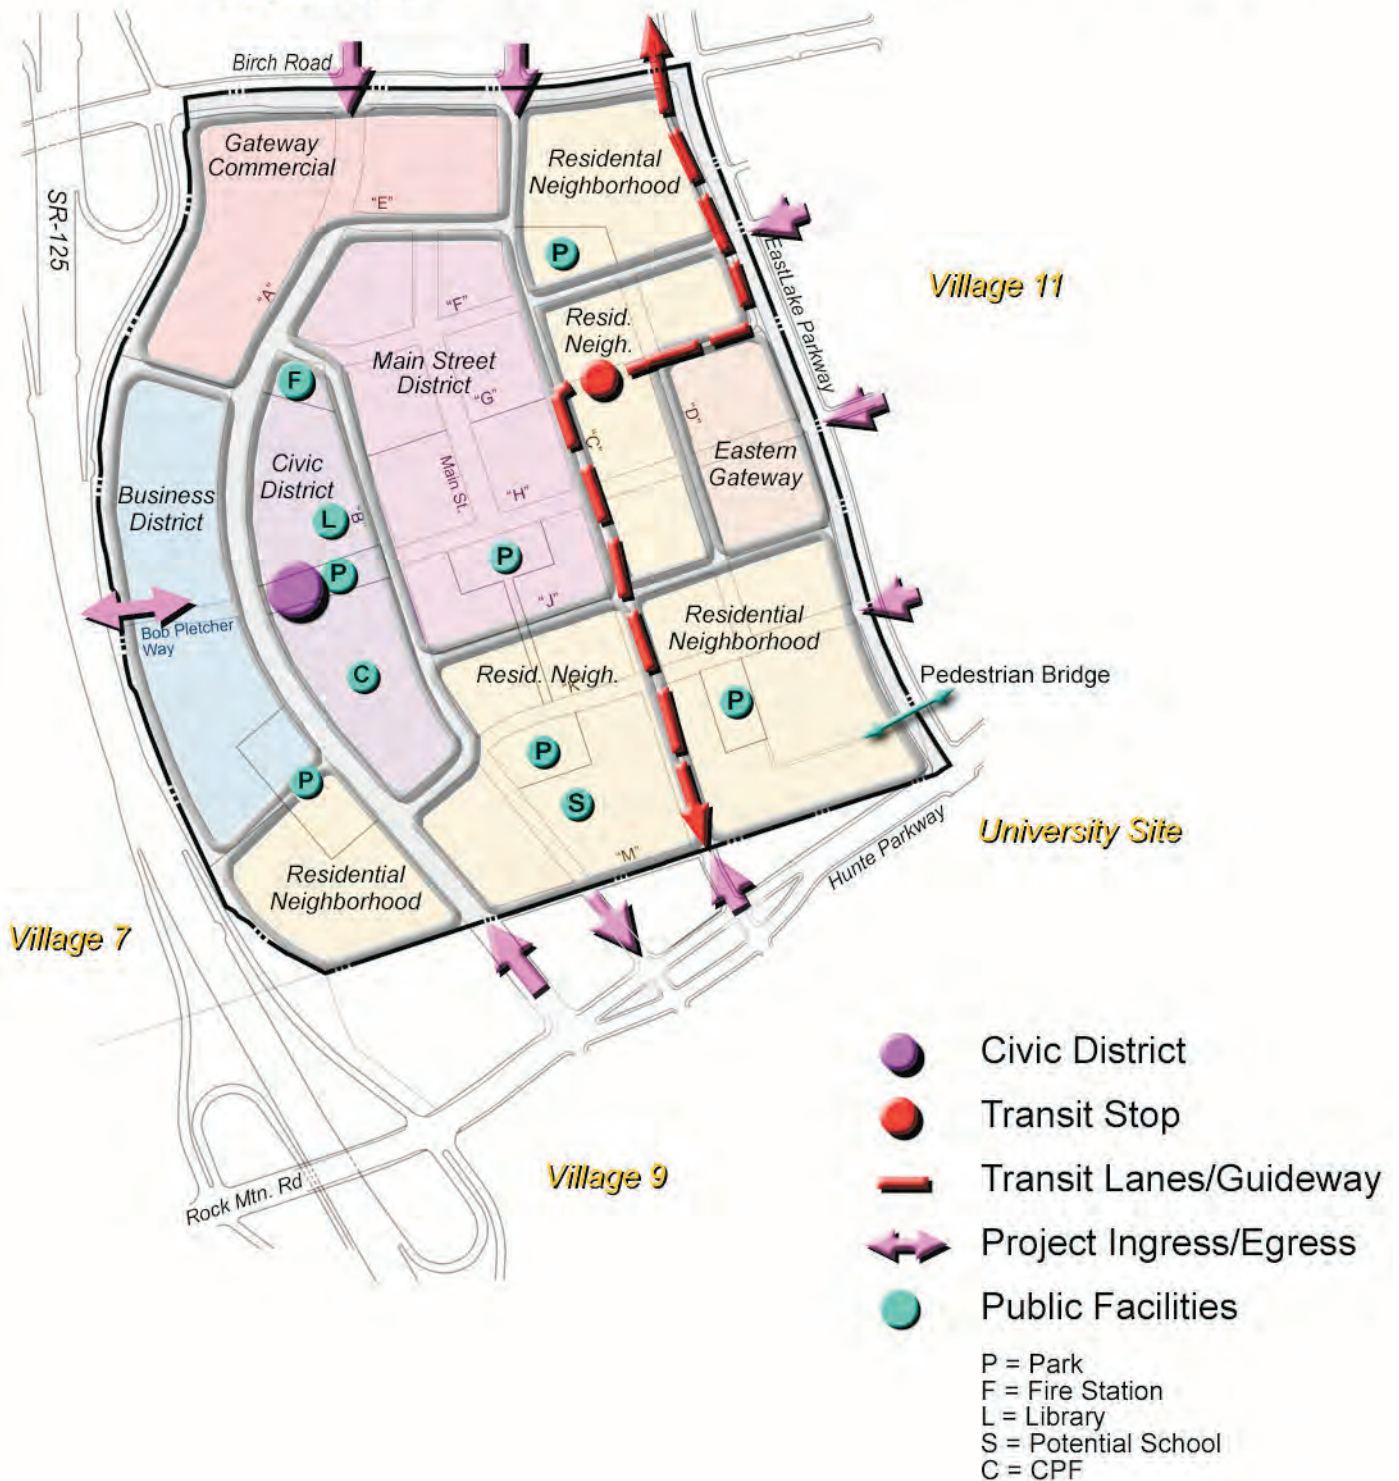 Birch Road
Gateway
Commercial
"E"
"A"
SR-125
Residental
Neighborhood
P
EastLake Parkway
Village 11
Resid.
Neigh.
"F"
Main Street
District
"G"
Main St.
"H"
P
"J"
"C"
"D"
Eastern
Gateway
F
Civic
District
L
"B"
P
C
Business
District
Bob Pletcher
Way
P
Residential
Neighborhood
P
Pedestrian Bridge
Resid. Neigh.
"K"
P
S
"M"
Residential
Neighborhood
Hunte Parkway
University Site
Village 7
Village 9
Rock Mtn. Rd
Civic District
Transit Stop
Transit Lanes/Guideway
Project Ingress/Egress
Public Facilities
P = Park
F = Fire Station
L = Library
S = Potential School
C = CPF